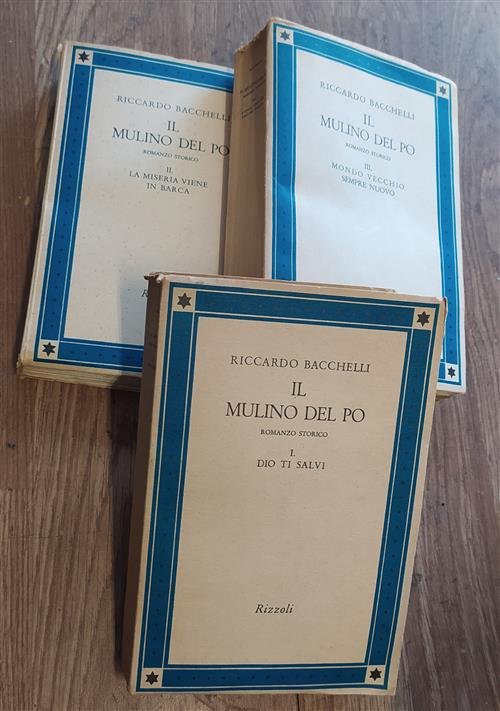 RICCARDO BACCHELLI
IL
MULINO DEL PO
ROMANZO STORICO
II.
LA MISERIA VIENE
IN BARCA
RICCARDO BACCHELLI
IL
MULINO DEL PO
ROMANZO STORICO
III.
MONDO VECCHIO
SEMPRE NUOVO
RICCARDO BACCHELLI
IL
MULINO DEL PO
ROMANZO STORICO
I.
DIO TI SALVI
Rizzoli